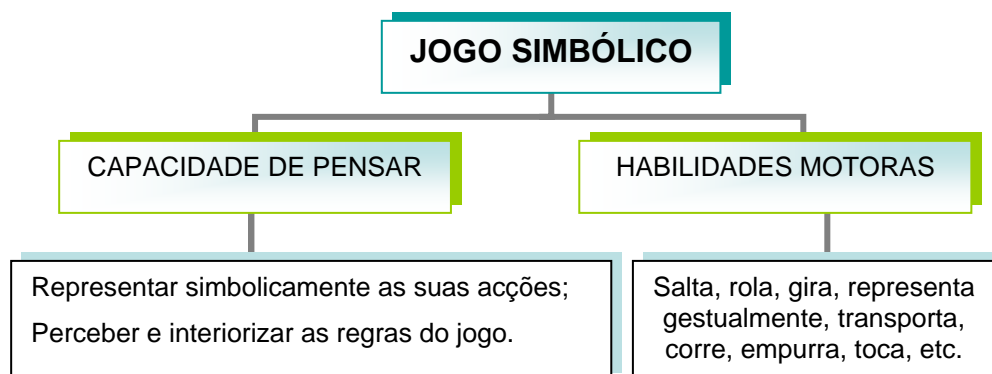 JOGO SIMBÓLICO
CAPACIDADE DE PENSAR
HABILIDADES MOTORAS
Representar simbolicamente as suas acções;
Perceber e interiorizar as regras do jogo.
Salta, rola, gira, representa
gestualmente, transporta,
corre, empurra, toca, etc.